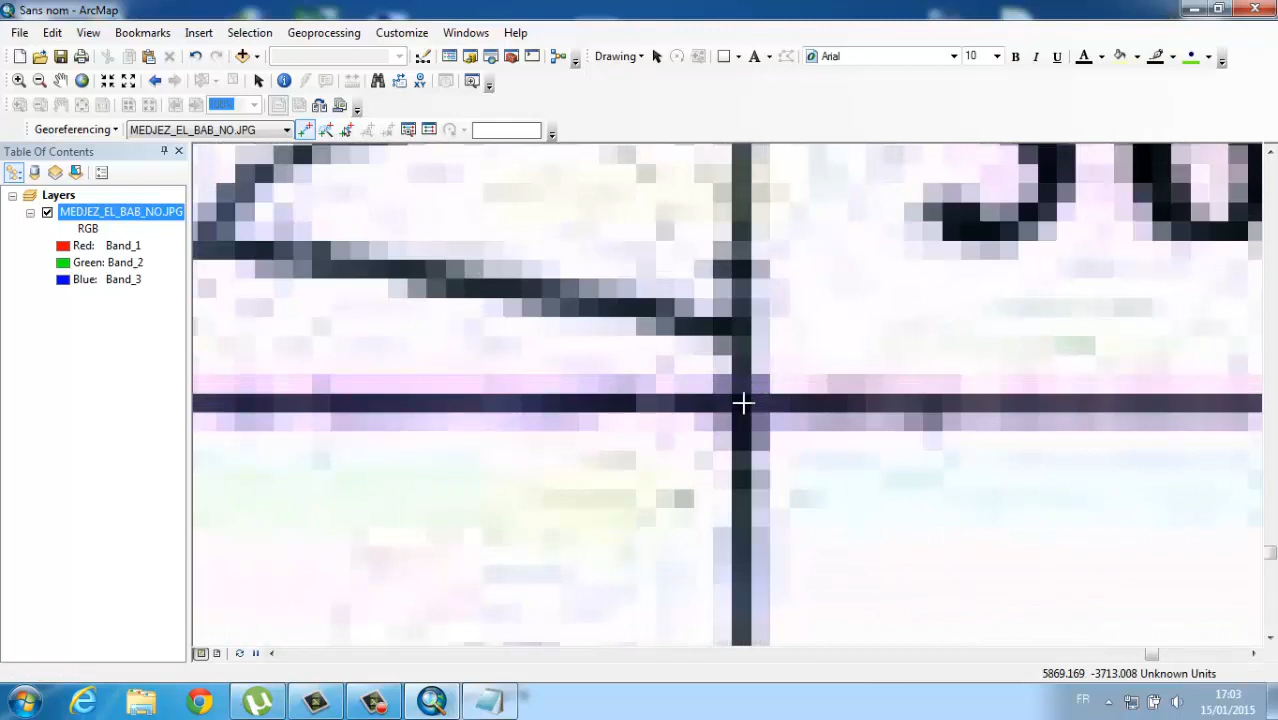 Sans nom - ArcMap
File Edit View Bookmarks Insert Selection Geoprocessing Customize Windows Help
Drawing Arial 10 B I U A
Georeferencing MEDJEZ_EL_BAB_NO.JPG
Table Of Contents
Layers
MEDJEZ_EL_BAB_NO.JPG
RGB
Red: Band_1
Green: Band_2
Blue: Band_3
5869.169 -3713.008 Unknown Units
FR
17:03
15/01/2015